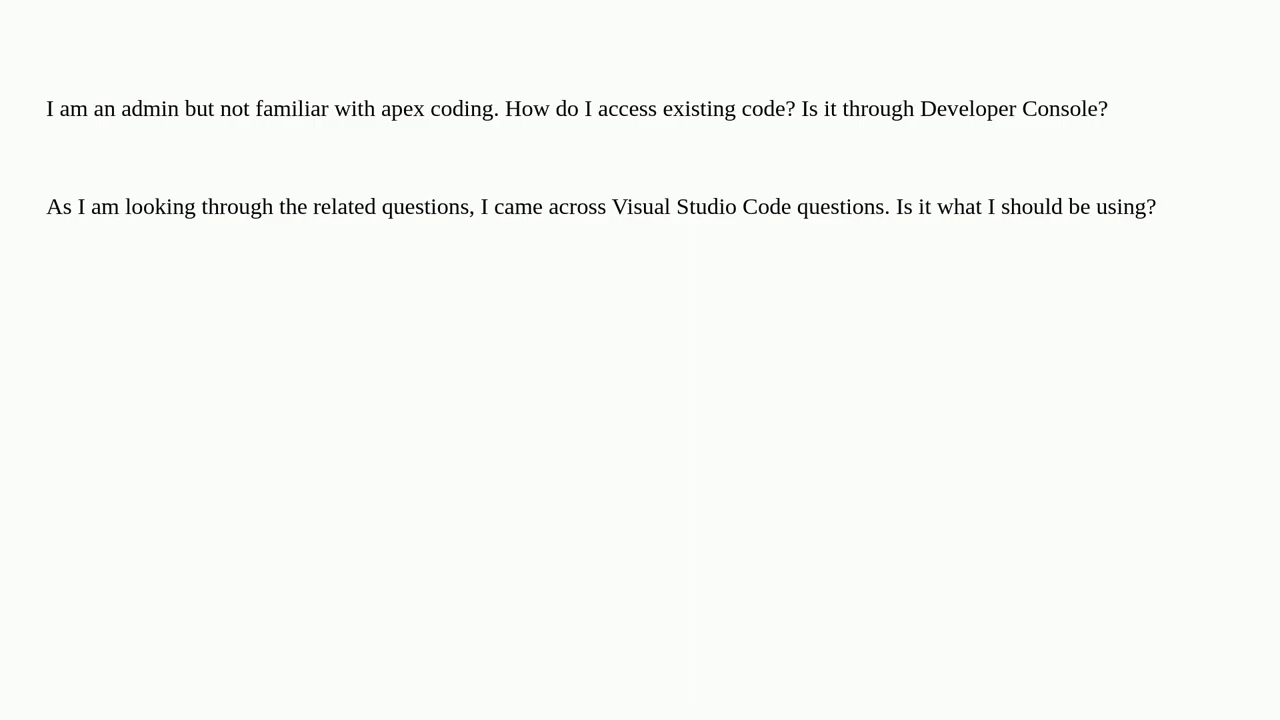 I am an admin but not familiar with apex coding. How do I access existing code? Is it through Developer Console?
As I am looking through the related questions, I came across Visual Studio Code questions. Is it what I should be using?